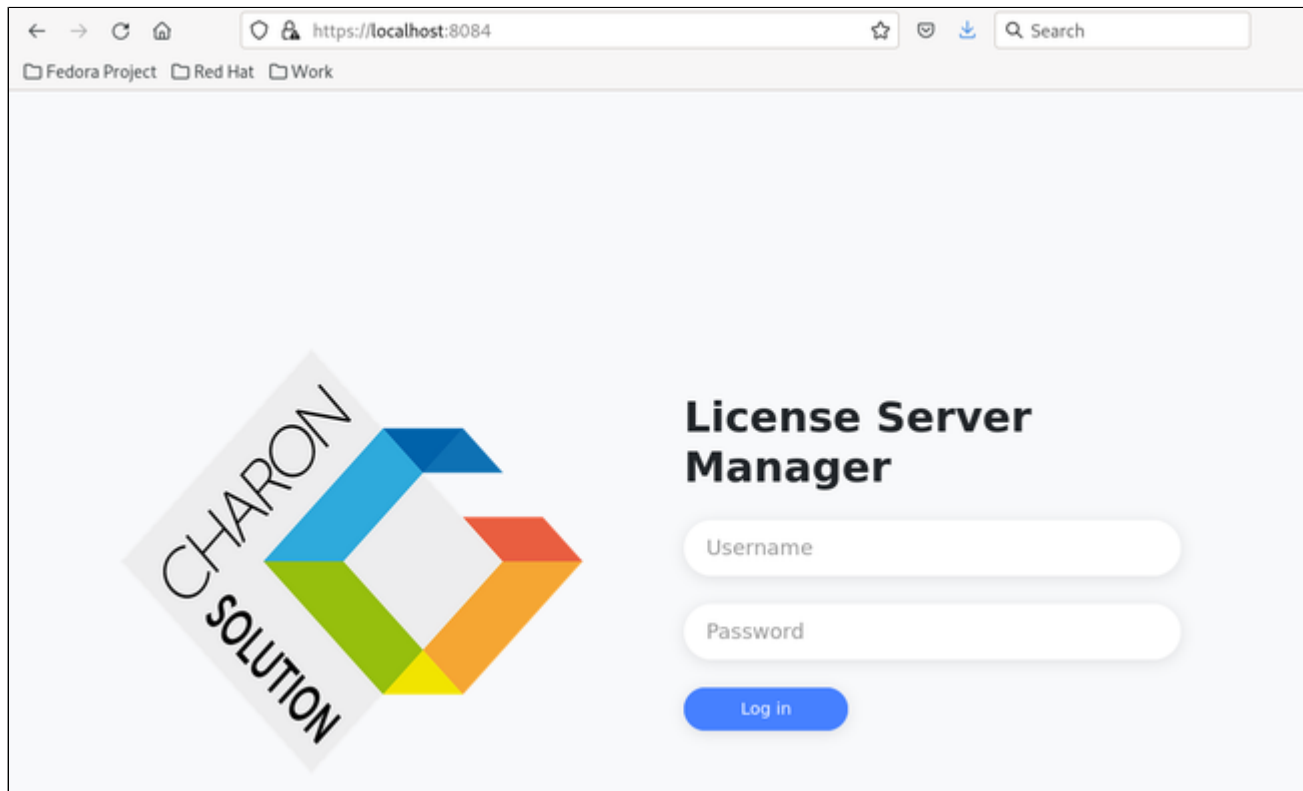 https://localhost:8084
Search
Fedora Project Red Hat Work
CHARON
SOLUTION
License Server
Manager
Username
Password
Log in